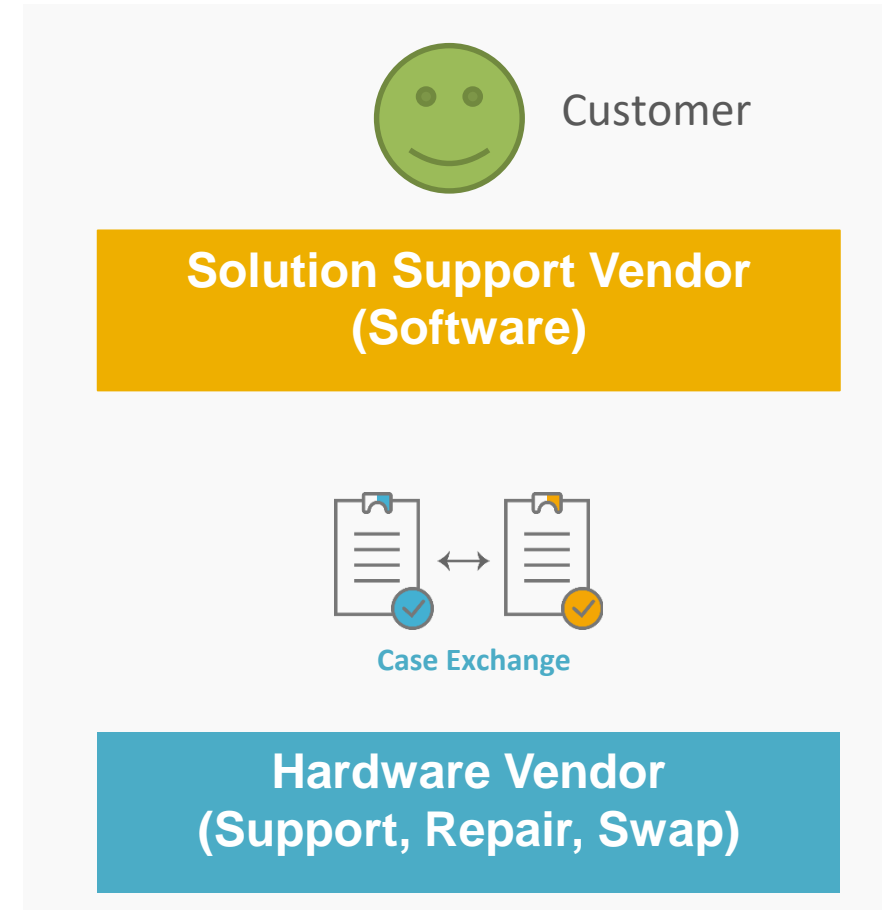 Customer
Solution Support Vendor
(Software)
Case Exchange
Hardware Vendor
(Support, Repair, Swap)